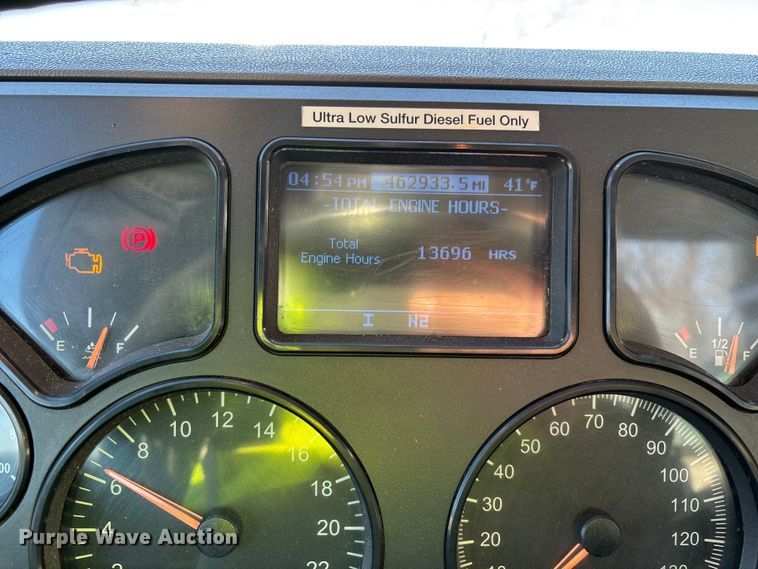 Ultra Low Sulfur Diesel Fuel Only
04:54 PM 462933.5 MI 41°F
-TOTAL ENGINE HOURS-
Total
Engine Hours 13696 HRS
I N2
E F
E 1/2 F
2 4 6 8 10 12 14 16 18 20 22
10 20 30 40 50 60 70 80 90 100 110 120
Purple Wave Auction